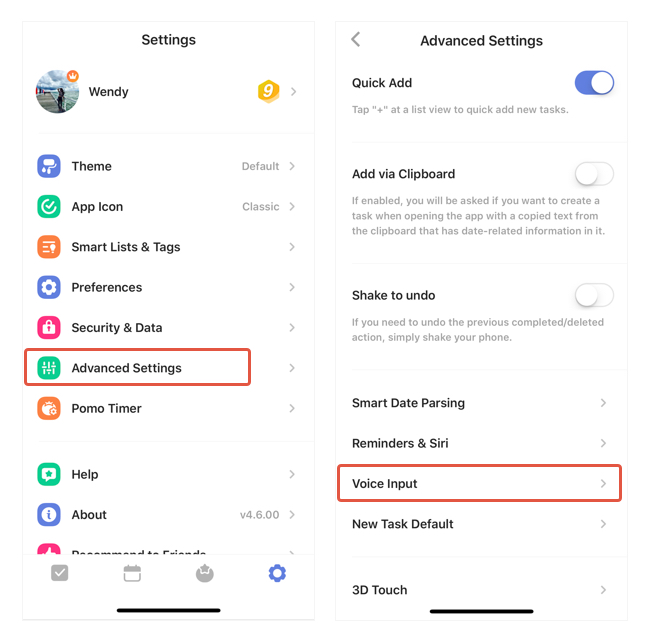 Settings
Wendy
9
Theme
Default
App Icon
Classic
Smart Lists & Tags
Preferences
Security & Data
Advanced Settings
Pomo Timer
Help
About
v4.6.00
Recommend to Friends
Advanced Settings
Quick Add
Tap "+" at a list view to quick add new tasks.
Add via Clipboard
If enabled, you will be asked if you want to create a
task when opening the app with a copied text from
the clipboard that has date-related information in it.
Shake to undo
If you need to undo the previous completed/deleted
action, simply shake your phone.
Smart Date Parsing
Reminders & Siri
Voice Input
New Task Default
3D Touch